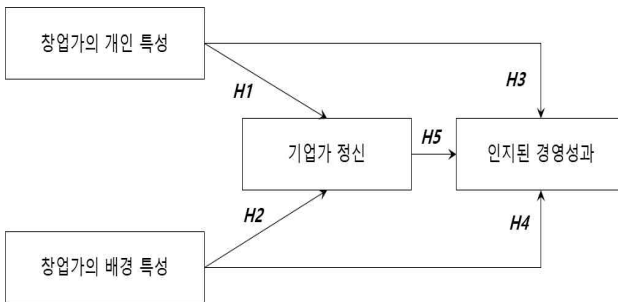 창업가의 개인 특성
H1
H3
기업가 정신
H5
인지된 경영성과
H2
H4
창업가의 배경 특성